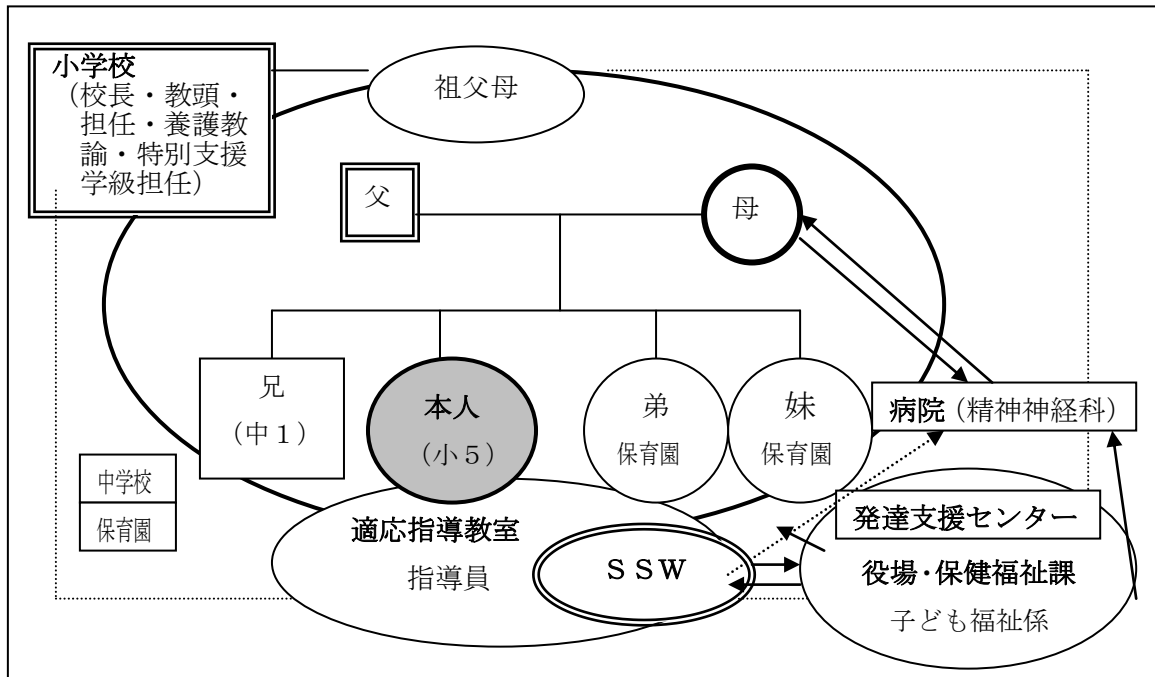 小学校
(校長・教頭・
担任・養護教
諭・特別支援
学級担任)
祖父母
父
母
兄
(中1)
本人
(小5)
弟
保育園
妹
保育園
病院(精神神経科)
中学校
保育園
適応指導教室
指導員
SSW
発達支援センター
役場・保健福祉課
子ども福祉係